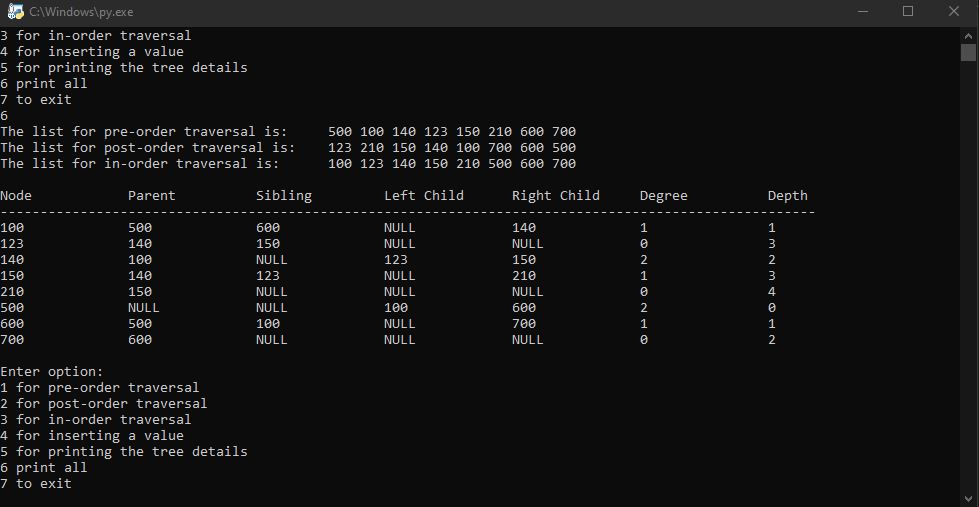 C:\Windows\py.exe
3 for in-order traversal
4 for inserting a value
5 for printing the tree details
6 print all
7 to exit
6
The list for pre-order traversal is:     500 100 140 123 150 210 600 700
The list for post-order traversal is:    123 210 150 140 100 700 600 500
The list for in-order traversal is:      100 123 140 150 210 500 600 700
Node            Parent          Sibling         Left Child      Right Child     Degree          Depth
------------------------------------------------------------------------------------------------------
100             500             600             NULL            140             1               1
123             140             150             NULL            NULL            0               3
140             100             NULL            123             150             2               2
150             140             123             NULL            210             1               3
210             150             NULL            NULL            NULL            0               4
500             NULL            NULL            100             600             2               0
600             500             100             NULL            700             1               1
700             600             NULL            NULL            NULL            0               2
Enter option:
1 for pre-order traversal
2 for post-order traversal
3 for in-order traversal
4 for inserting a value
5 for printing the tree details
6 print all
7 to exit